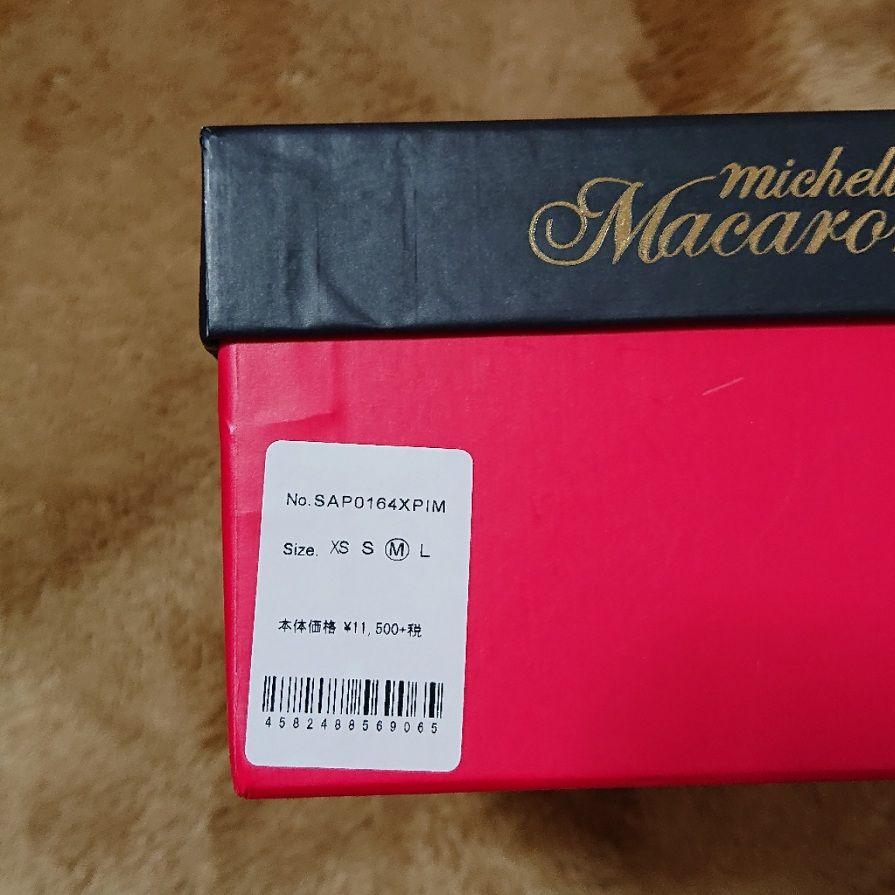 michell
Macaro
No.SAP0164XPIM
Size. XS S Ⓜ L
本体価格 ¥11,500+税
4582488569065